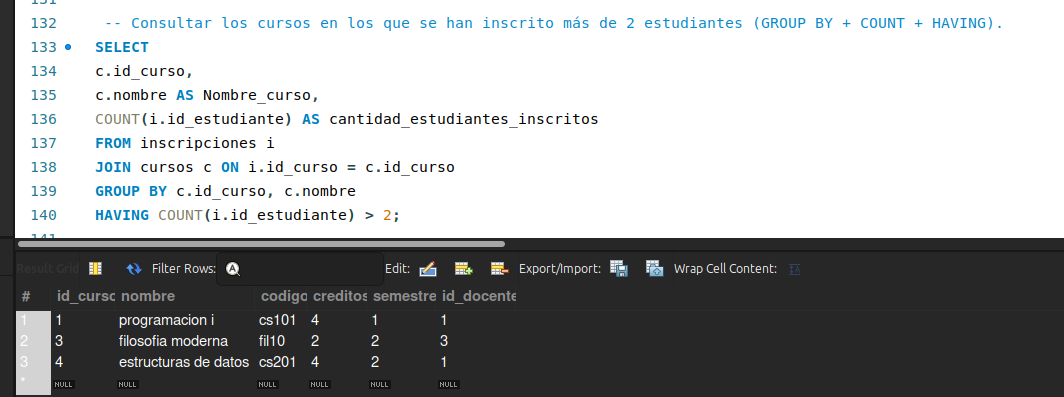 131
132 -- Consultar los cursos en los que se han inscrito más de 2 estudiantes (GROUP BY + COUNT + HAVING).
133 SELECT
134 c.id_curso,
135 c.nombre AS Nombre_curso,
136 COUNT(i.id_estudiante) AS cantidad_estudiantes_inscritos
137 FROM inscripciones i
138 JOIN cursos c ON i.id_curso = c.id_curso
139 GROUP BY c.id_curso, c.nombre
140 HAVING COUNT(i.id_estudiante) > 2;
141
Result Grid Filter Rows: Edit: Export/Import: Wrap Cell Content:
# id_curso nombre codigo creditos semestre id_docente
1 1 programacion i cs101 4 1 1
2 3 filosofia moderna fil10 2 2 3
3 4 estructuras de datos cs201 4 2 1
* NULL NULL NULL NULL NULL NULL